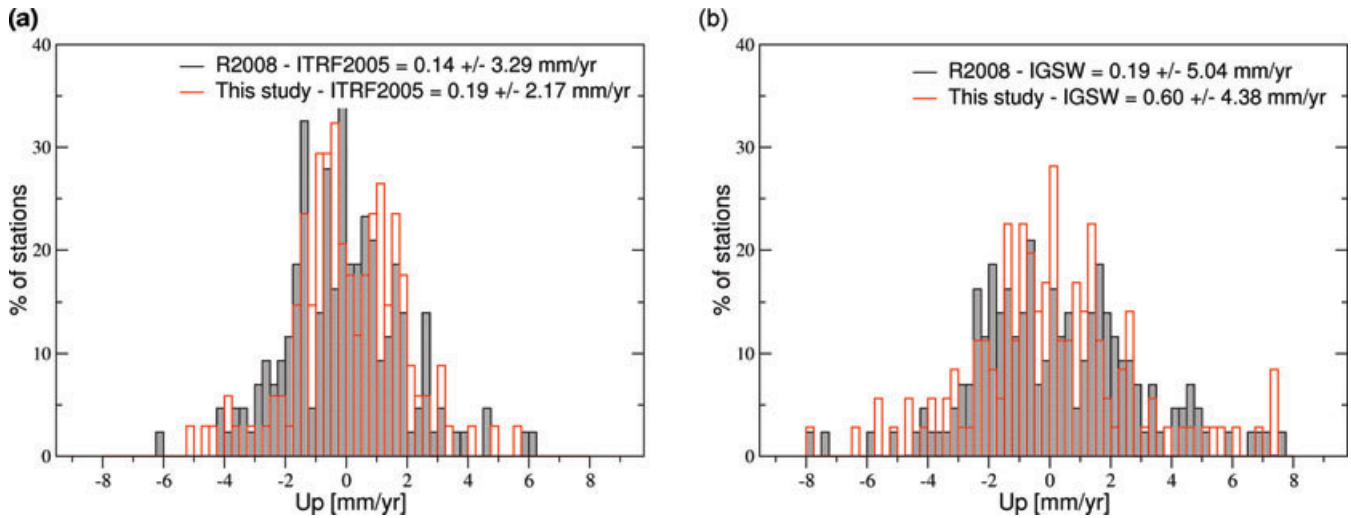 (a)
40
30
20
10
0
% of stations
R2008 - ITRF2005 = 0.14 +/- 3.29 mm/yr
This study - ITRF2005 = 0.19 +/- 2.17 mm/yr
-8 -6 -4 -2 0 2 4 6 8
Up [mm/yr]
(b)
40
30
20
10
0
% of stations
R2008 - IGSW = 0.19 +/- 5.04 mm/yr
This study - IGSW = 0.60 +/- 4.38 mm/yr
-8 -6 -4 -2 0 2 4 6 8
Up [mm/yr]